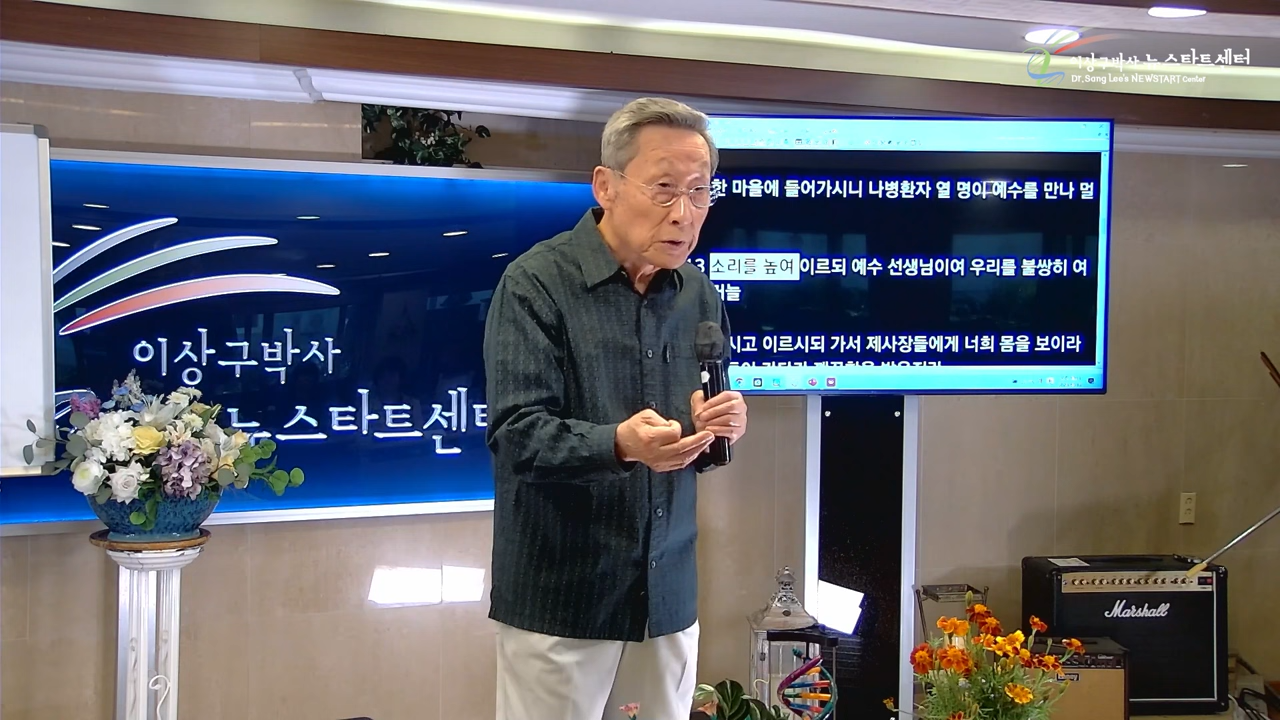 이상구박사 뉴스타트센터
Dr. Sang Lee's NEWSTART Center
한 마을에 들어가시니 나병환자 열 명이 예수를 만나 멀
13 소리를 높여 이르되 예수 선생님이여 우리를 불쌍히 여
거늘
시고 이르시되 가서 제사장들에게 너희 몸을 보이라
이상구박사
뉴스타트센터
Marshall